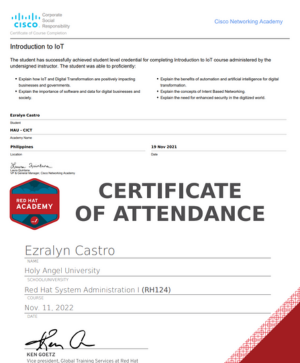 Corporate
Social
Responsibility
CISCO
Cisco Networking Academy
Certificate of Course Completion
Introduction to IoT
The student has successfully achieved student level credential for completing Introduction to IoT course administered by the
undersigned instructor. The student was able to proficiently:
• Explain how IoT and Digital Transformation are positively impacting
businesses and governments.
• Explain the importance of software and data for digital businesses and
society.
• Explain the benefits of automation and artificial intelligence for digital
transformation.
• Explain the concepts of Intent Based Networking.
• Explain the need for enhanced security in the digitized world.
Ezralyn Castro
Student
HAU - CICT
Academy Name
Philippines
19 Nov 2021
Location
Date
Laura Quintana
VP & General Manager, Cisco Networking Academy
RED HAT
ACADEMY
CERTIFICATE
OF ATTENDANCE
Ezralyn Castro
NAME
Holy Angel University
SCHOOL/UNIVERSITY
Red Hat System Administration I (RH124)
COURSE
Nov. 11, 2022
DATE
KEN GOETZ
Vice president, Global Training Services at Red Hat